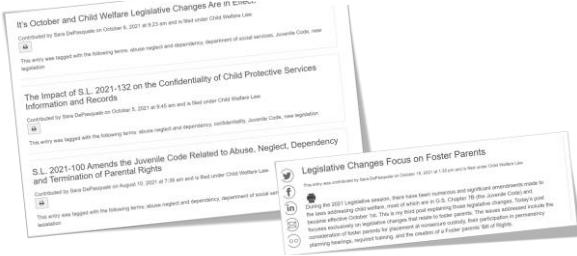 It's October and Child Welfare Legislative Changes Are in Effect
Contributed by Sara DePasquale on October 6, 2021 at 9:23 am and is filed under Child Welfare Law
This entry was tagged with the following terms: abuse neglect and dependency, department of social services, Juvenile Code, new
legislation
The Impact of S.L. 2021-132 on the Confidentiality of Child Protective Services
Information and Records
Contributed by Sara DePasquale on October 5, 2021 at 9:45 am and is filed under Child Welfare Law
This entry was tagged with the following terms: abuse neglect and dependency, confidentiality, Juvenile Code, new legislation
S.L. 2021-100 Amends the Juvenile Code Related to Abuse, Neglect, Dependency
and Termination of Parental Rights
Contributed by Sara DePasquale on August 10, 2021 at 7:39 am and is filed under Child Welfare Law
This entry was tagged with the following terms: abuse neglect and dependency, department of social
Legislative Changes Focus on Foster Parents
This entry was contributed by Sara DePasquale on October 19, 2021 at 1:33 pm and is filed under Child Welfare Law
During the 2021 Legislative session, there have been numerous and significant amendments made to
the laws addressing child welfare, most of which are in G.S. Chapter 7B (the Juvenile Code) and
became effective October 1st. This is my third post explaining those legislative changes. Today's post
focuses exclusively on legislative changes that relate to foster parents. The issues addressed include the
consideration of foster parents for placement at nonsecure custody, their participation in permanency
planning hearings, required training, and the creation of a Foster parents' Bill of Rights.